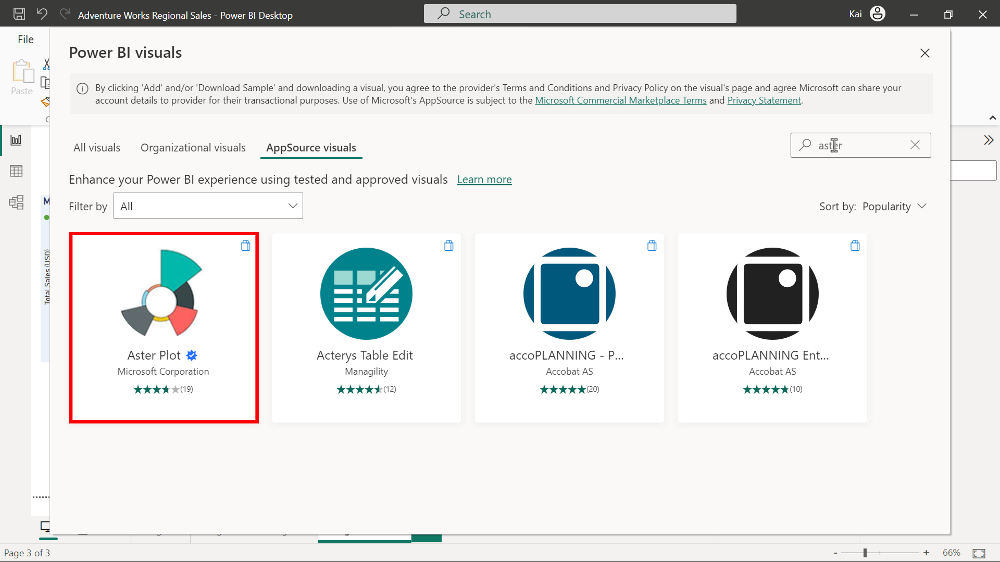 Adventure Works Regional Sales - Power BI Desktop
Search
Kai
File
Paste
Power BI visuals
By clicking 'Add' and/or 'Download Sample' and downloading a visual, you agree to the provider's Terms and Conditions and Privacy Policy on the visual's page and agree Microsoft can share your
account details to provider for their transactional purposes. Use of Microsoft's AppSource is subject to the Microsoft Commercial Marketplace Terms and Privacy Statement.
All visuals
Organizational visuals
AppSource visuals
aster
Enhance your Power BI experience using tested and approved visuals Learn more
Filter by
All
Sort by: Popularity
Total Sales (USD)
Aster Plot
Microsoft Corporation
(19)
Acterys Table Edit
Managility
(12)
accoPLANNING - P...
Accobat AS
(20)
accoPLANNING Ent...
Accobat AS
(10)
Page 3 of 3
- +
66%